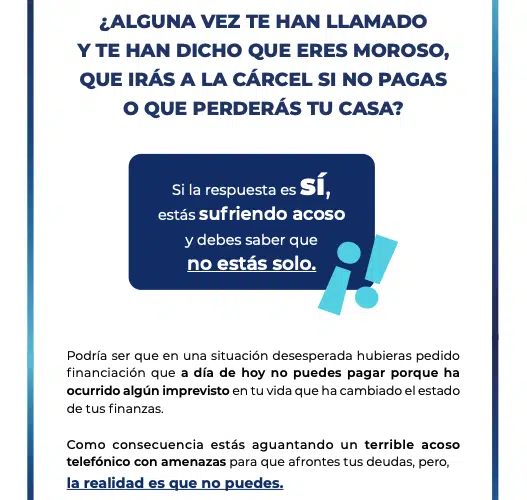 ¿ALGUNA VEZ TE HAN LLAMADO
Y TE HAN DICHO QUE ERES MOROSO,
QUE IRÁS A LA CÁRCEL SI NO PAGAS
O QUE PERDERÁS TU CASA?
Si la respuesta es sí,
estás sufriendo acoso
y debes saber que
no estás solo.
¡!
Podría ser que en una situación desesperada hubieras pedido
financiación que a día de hoy no puedes pagar porque ha
ocurrido algún imprevisto en tu vida que ha cambiado el estado
de tus finanzas.
Como consecuencia estás aguantando un terrible acoso
telefónico con amenazas para que afrontes tus deudas, pero,
la realidad es que no puedes.